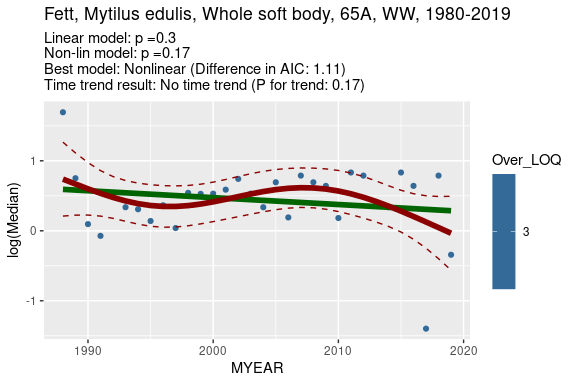 Fett, Mytilus edulis, Whole soft body, 65A, WW, 1980-2019
Linear model: p =0.3
Non-lin model: p =0.17
Best model: Nonlinear (Difference in AIC: 1.11)
Time trend result: No time trend (P for trend: 0.17)
log(Median)
1
0
-1
1990
2000
2010
2020
MYEAR
Over_LOQ
3